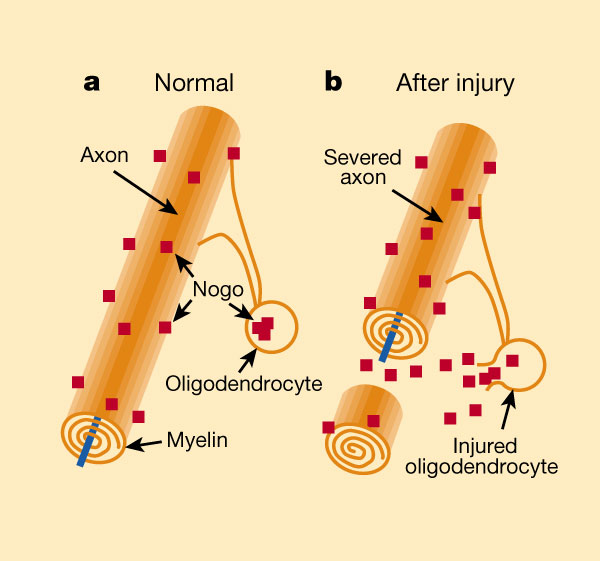 a Normal
Axon
Nogo
Oligodendrocyte
Myelin
b After injury
Severed
axon
Injured
oligodendrocyte